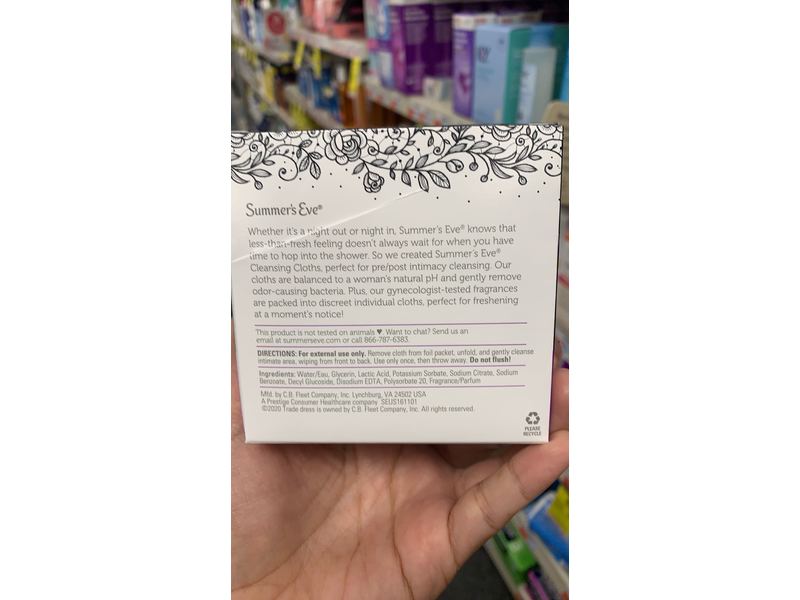 Summer's Eve®
Whether it's a night out or night in, Summer's Eve® knows that
less-than-fresh feeling doesn't always wait for when you have
time to hop into the shower. So we created Summer's Eve®
Cleansing Cloths, perfect for pre/post intimacy cleansing. Our
cloths are balanced to a woman's natural pH and gently remove
odor-causing bacteria. Plus, our gynecologist-tested fragrances
are packed into discreet individual cloths, perfect for freshening
at a moment's notice!
This product is not tested on animals ♥. Want to chat? Send us an
email at summerseve.com or call 866-787-6383.
DIRECTIONS: For external use only. Remove cloth from foil packet, unfold, and gently cleanse
intimate area, wiping from front to back. Use only once, then throw away. Do not flush!
Ingredients: Water/Eau, Glycerin, Lactic Acid, Potassium Sorbate, Sodium Citrate, Sodium
Benzonate, Decyl Glucoside, Disodium EDTA, Polysorbate 20, Fragrance/Parfum
Mfd. by C.B. Fleet Company, Inc. Lynchburg, VA 24502 USA
A Prestige Consumer Healthcare company SEUS161101
©2020 Trade dress is owned by C.B. Fleet Company, Inc. All rights reserved.
PLEASE
RECYCLE